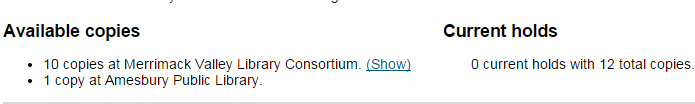 Available copies
Current holds
10 copies at Merrimack Valley Library Consortium. (Show)
0 current holds with 12 total copies.
1 copy at Amesbury Public Library.